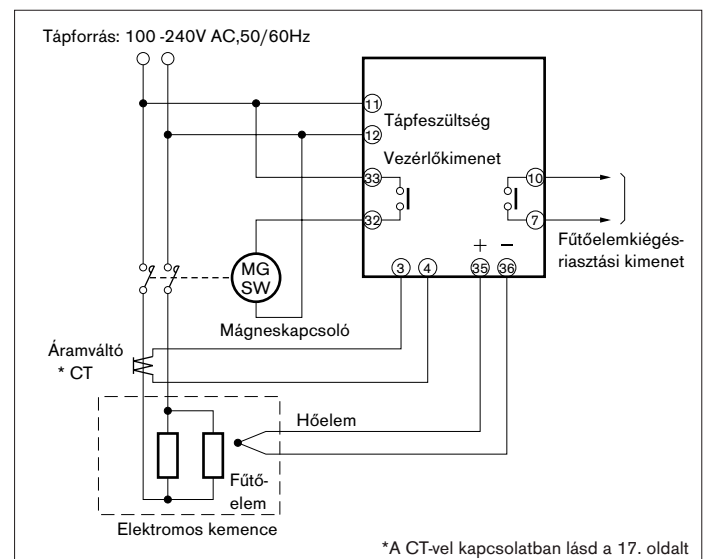 Tápforrás: 100 -240V AC,50/60Hz
11
Tápfeszültség
12
Vezérlőkimenet
33
10
32
7
Fűtőelemkiégés-
riasztási kimenet
+ −
3 4 35 36
MG
SW
Mágneskapcsoló
Áramváltó
* CT
Hőelem
Fűtő-
elem
Elektromos kemence
*A CT-vel kapcsolatban lásd a 17. oldalt